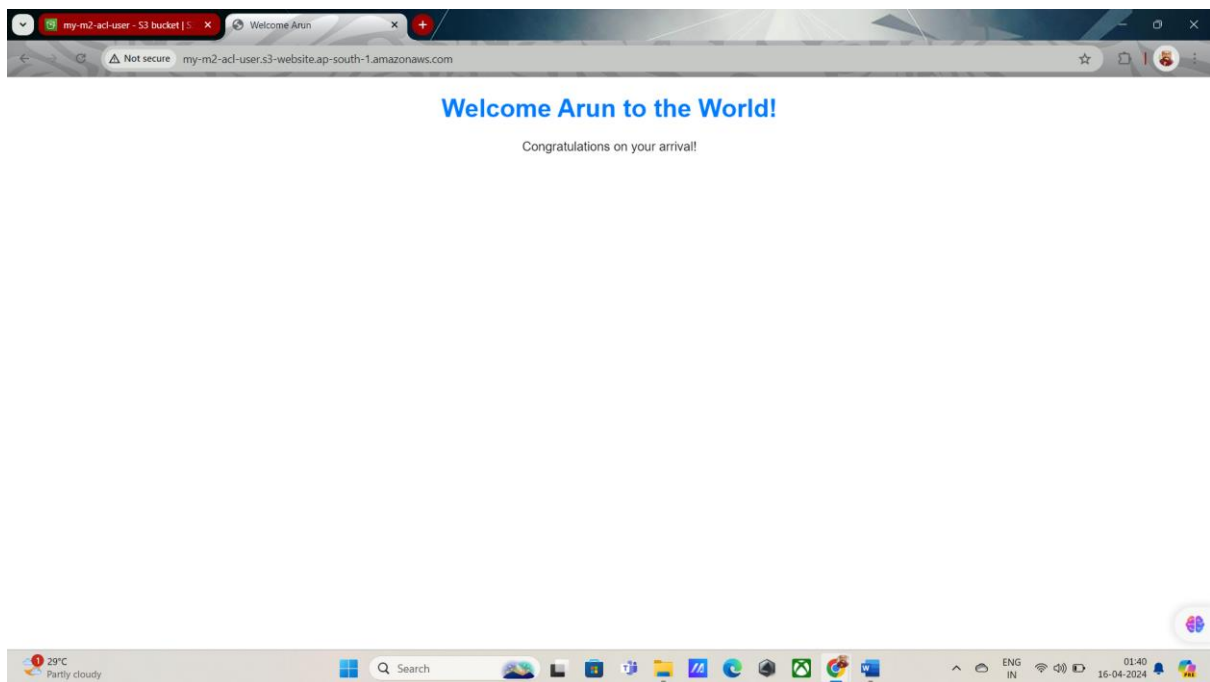 my-m2-acl-user - S3 bucket | S
Welcome Arun
Not secure
my-m2-acl-user.s3-website.ap-south-1.amazonaws.com
Welcome Arun to the World!
Congratulations on your arrival!
1
29°C
Partly cloudy
Search
ENG
IN
01:40
16-04-2024